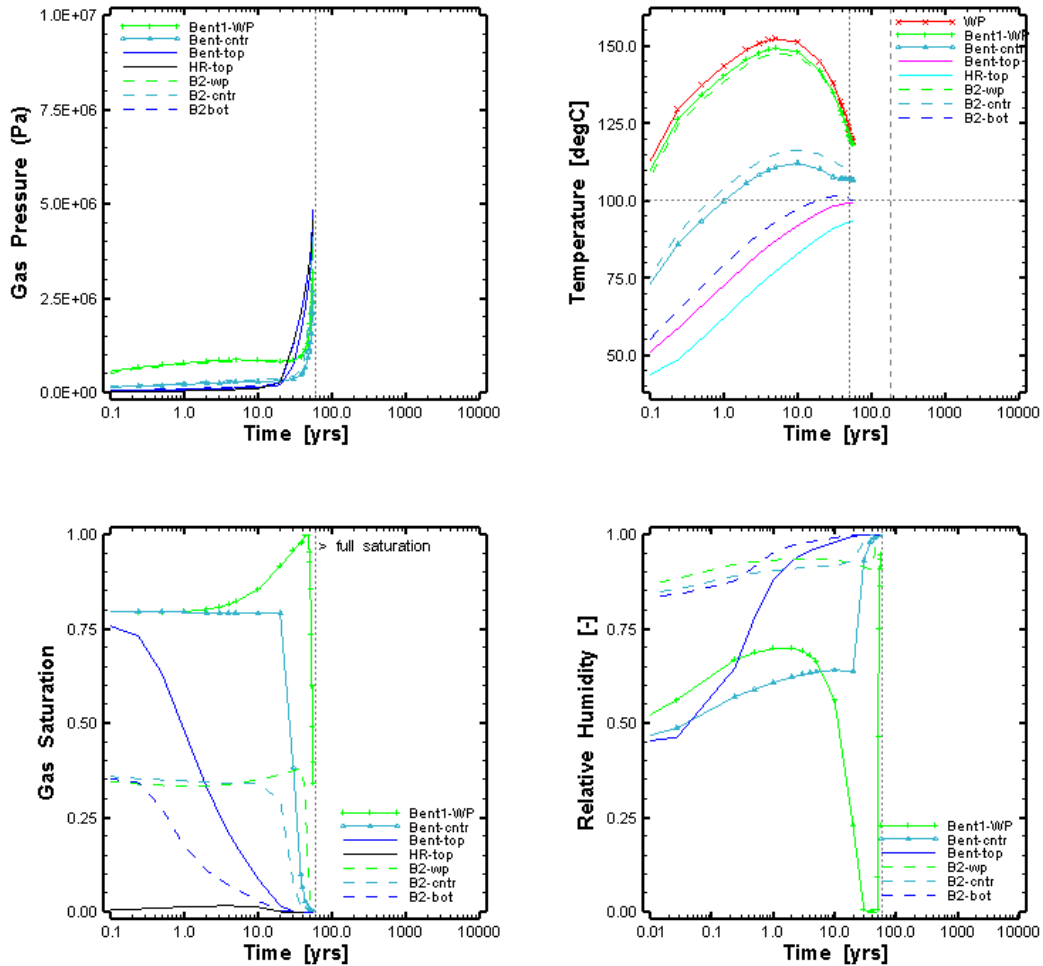 Gas Pressure (Pa)
1.0E+07
7.5E+06
5.0E+06
2.5E+06
0.0E+00
Bent1-WP
Bent-cntr
Bent-top
HR-top
B2-wp
B2-cntr
B2bot
0.1 1.0 10.0 100.0 1000 10000
Time [yrs]
Temperature [degC]
150.0
125.0
100.0
75.0
50.0
WP
Bent1-WP
Bent-cntr
Bent-top
HR-top
B2-wp
B2-cntr
B2-bot
0.1 1.0 10.0 100.0 1000 10000
Time [yrs]
Gas Saturation
1.00
0.75
0.50
0.25
0.00
> full saturation
Bent1-WP
Bent-cntr
Bent-top
HR-top
B2-wp
B2-cntr
B2-bot
0.1 1.0 10.0 100.0 1000 10000
Time [yrs]
Relative Humidity [-]
1.00
0.75
0.50
0.25
0.00
Bent1-WP
Bent-cntr
Bent-top
B2-wp
B2-cntr
B2-bot
0.01 0.1 1.0 10.0 100.0 1000 10000
Time [yrs]